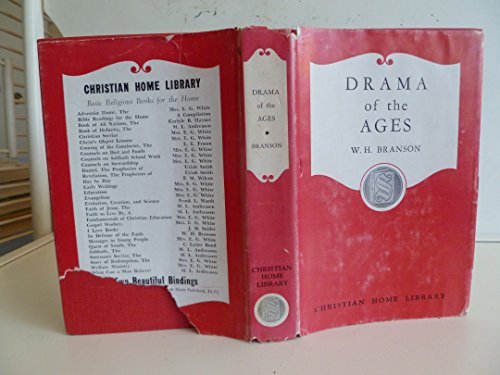 CHRISTIAN HOME LIBRARY
Basic Religious Books for the Home
Adventist Home, The Mrs. E. G. White
Bible Readings for the Home A Compilation
Book of All Nations, The Carlyle B. Haynes
Book of Hebrews, The M. L. Andreasen
Christian Service Mrs. E. G. White
Christ's Object Lessons Mrs. E. G. White
Coming of the Comforter, The L. E. Froom
Counsels on Diet and Foods Mrs. E. G. White
Counsels on Sabbath School Work Mrs. E. G. White
Counsels on Stewardship Mrs. E. G. White
Daniel, The Prophecies of Uriah Smith
Revelation, The Prophecies of Uriah Smith
Day by Day
Early Writings Mrs. E. G. White
Education Mrs. E. G. White
Evangelism Mrs. E. G. White
Evolution, Creation, and Science Frank L. Marsh
Faith of Jesus, The M. L. Andreasen
Faith to Live By, A M. L. Andreasen
Fundamentals of Christian Education Mrs. E. G. White
Gospel Workers Mrs. E. G. White
I Love Books J. D. Snider
In Defense of the Faith W. H. Branson
Messages to Young People Mrs. E. G. White
Quest of Youth, The
Sabbath, The M. L. Andreasen
Sanctuary Service, The M. L. Andreasen
Story of Redemption, The Mrs. E. G. White
Welfare Ministry Mrs. E. G. White
What Can a Man Believe? M. L. Andreasen
Two Beautiful Bindings
DRAMA
of the
AGES
BRANSON
CHRISTIAN
HOME
LIBRARY
DRAMA
of the
AGES
W. H. BRANSON
CHRISTIAN HOME LIBRARY